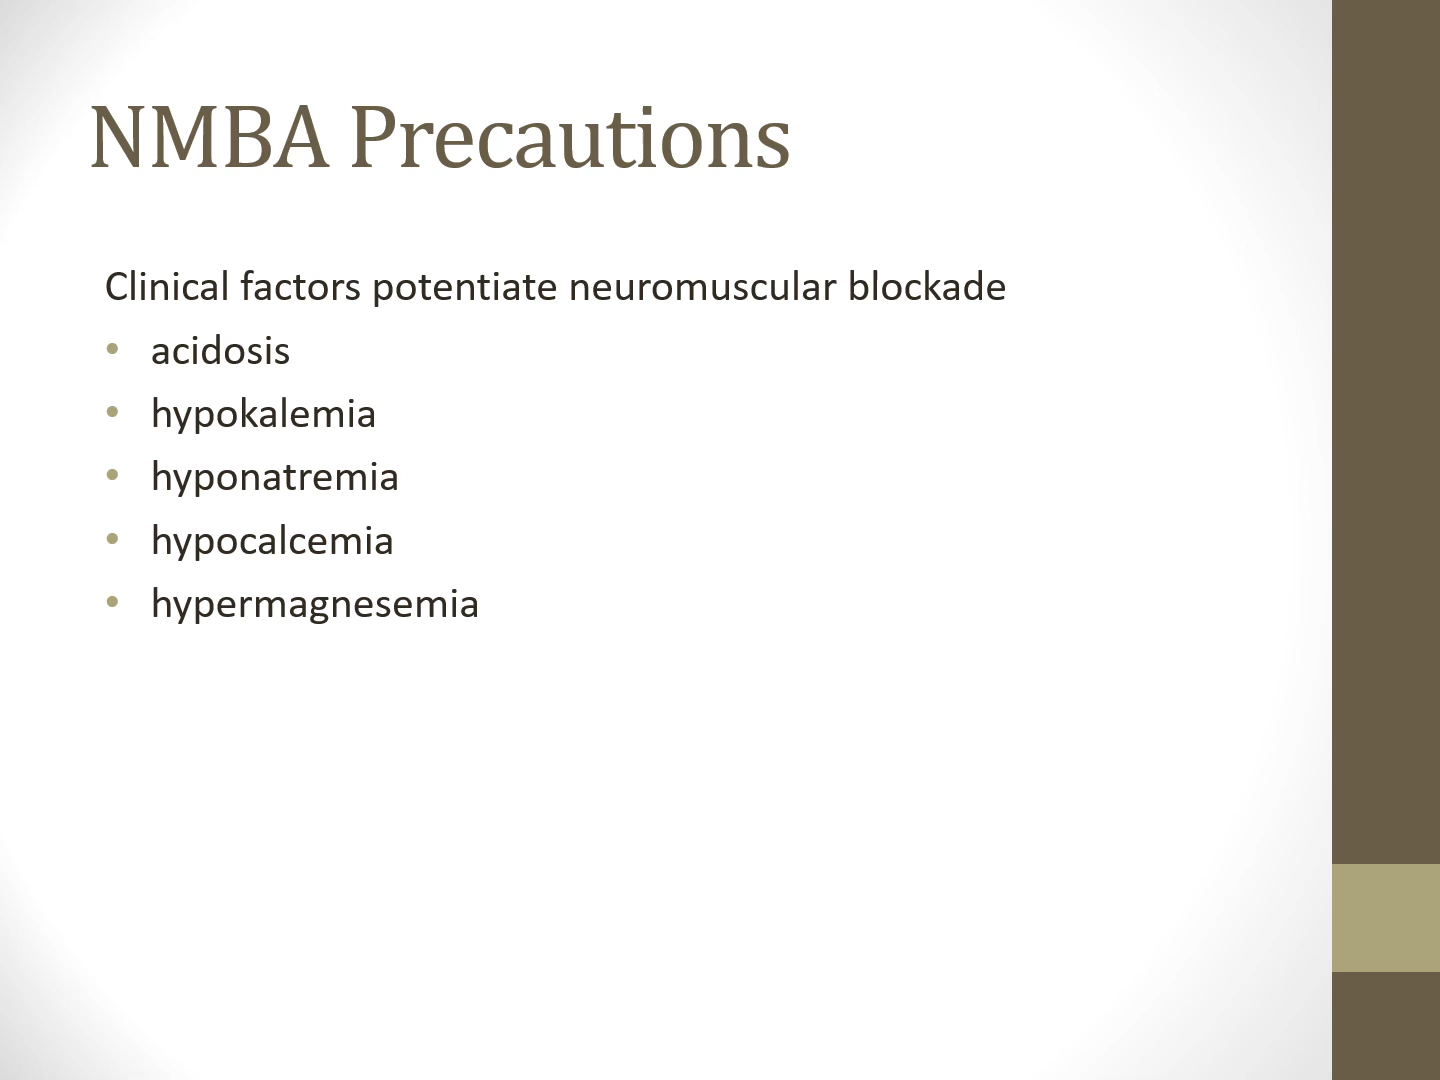 NMBA Precautions
Clinical factors potentiate neuromuscular blockade
• acidosis
• hypokalemia
• hyponatremia
• hypocalcemia
• hypermagnesemia